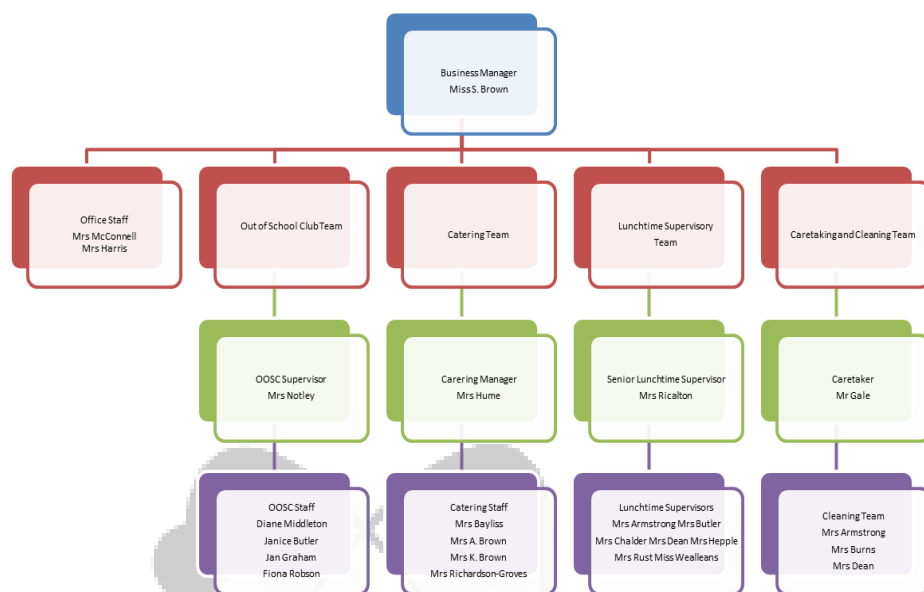 Business Manager
Miss S. Brown
Office Staff
Mrs McConnell
Mrs Harris
Out of School Club Team
Catering Team
Lunchtime Supervisory
Team
Caretaking and Cleaning Team
OOSC Supervisor
Mrs Notley
Carering Manager
Mrs Hume
Senior Lunchtime Supervisor
Mrs Ricalton
Caretaker
Mr Gale
OOSC Staff
Diane Middleton
Janice Butler
Jan Graham
Fiona Robson
Catering Staff
Mrs Bayliss
Mrs A. Brown
Mrs K. Brown
Mrs Richardson-Groves
Lunchtime Supervisors
Mrs Armstrong Mrs Butler
Mrs Chalder Mrs Dean Mrs Hepple
Mrs Rust Miss Wealleans
Cleaning Team
Mrs Armstrong
Mrs Burns
Mrs Dean